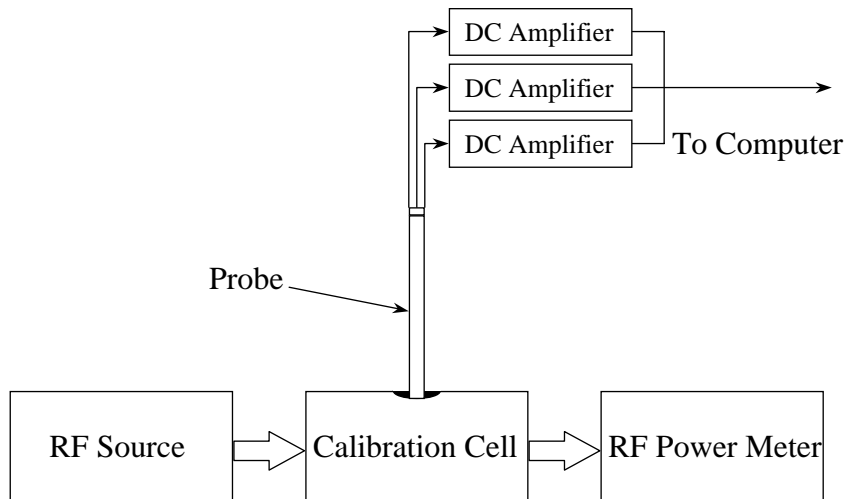 DC Amplifier
DC Amplifier
DC Amplifier
To Computer
Probe
RF Source
Calibration Cell
RF Power Meter